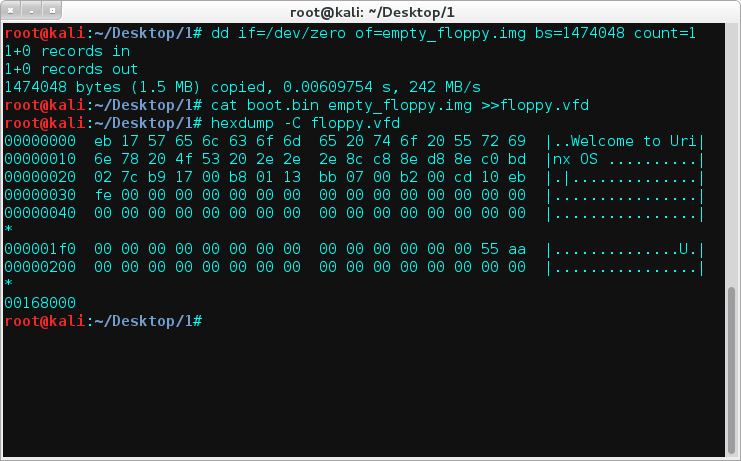 root@kali: ~/Desktop/1
root@kali:~/Desktop/1# dd if=/dev/zero of=empty_floppy.img bs=1474048 count=1
1+0 records in
1+0 records out
1474048 bytes (1.5 MB) copied, 0.00609754 s, 242 MB/s
root@kali:~/Desktop/1# cat boot.bin empty_floppy.img >>floppy.vfd
root@kali:~/Desktop/1# hexdump -C floppy.vfd
00000000  eb 17 57 65 6c 63 6f 6d  65 20 74 6f 20 55 72 69  |..Welcome to Uri|
00000010  6e 78 20 4f 53 20 2e 2e  2e 8c c8 8e d8 8e c0 bd  |nx OS ..........|
00000020  02 7c b9 17 00 b8 01 13  bb 07 00 b2 00 cd 10 eb  |.|..............|
00000030  fe 00 00 00 00 00 00 00  00 00 00 00 00 00 00 00  |................|
00000040  00 00 00 00 00 00 00 00  00 00 00 00 00 00 00 00  |................|
*
000001f0  00 00 00 00 00 00 00 00  00 00 00 00 00 00 55 aa  |..............U.|
00000200  00 00 00 00 00 00 00 00  00 00 00 00 00 00 00 00  |................|
*
00168000
root@kali:~/Desktop/1#